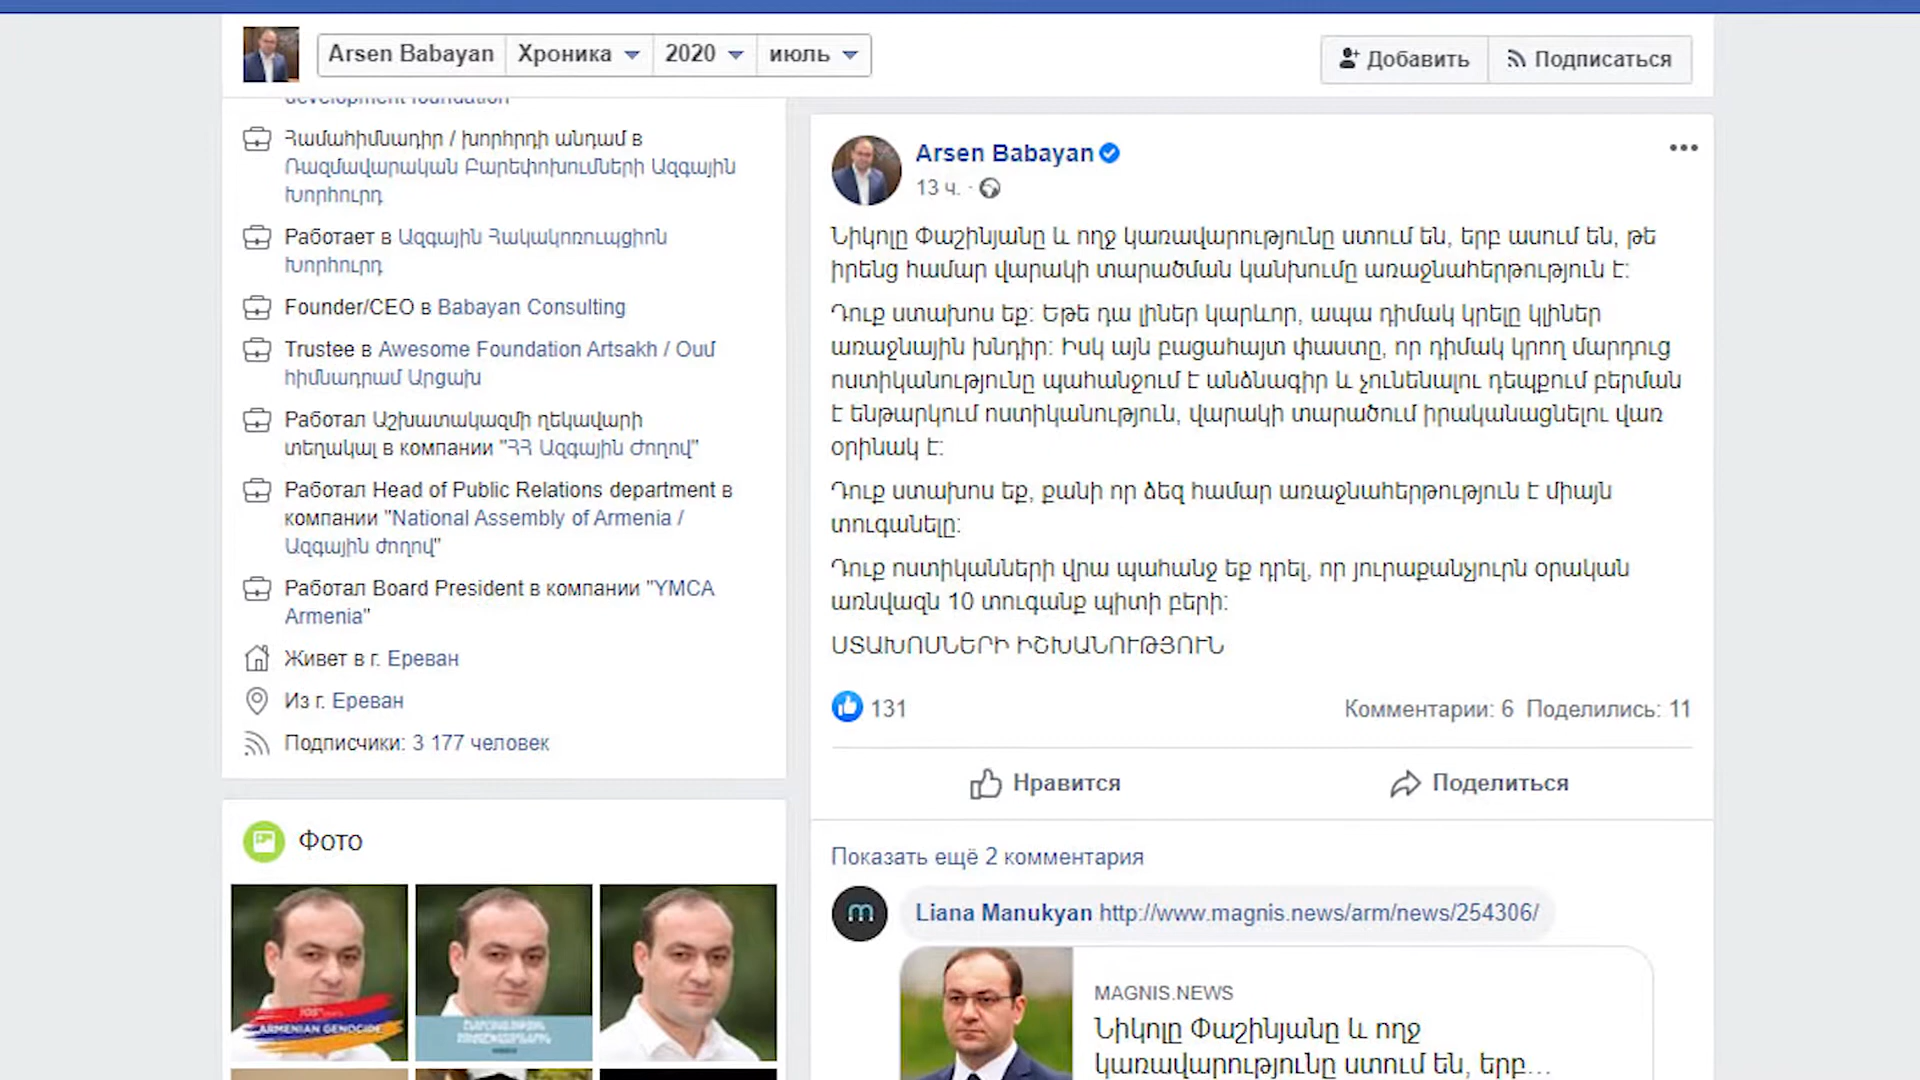 Arsen Babayan Хроника 2020 июль
Добавить Подписаться
development foundation
Համահիմնադիր / խորհրդի անդամ в
Ռազմավարական Բարեփոխումների Ազգային
Խորհուրդ
Работает в Ազգային Հակակոռուպցիոն
Խորհուրդ
Founder/CEO в Babayan Consulting
Trustee в Awesome Foundation Artsakh / Օսմ
հիմնադրամ Արցախ
Работал Աշխատակազմի ղեկավարի
տեղակալ в компании "ՀՀ Ազգային Ժողով"
Работал Head of Public Relations department в
компании "National Assembly of Armenia /
Ազգային ժողով"
Работал Board President в компании "YMCA
Armenia"
Живет в г. Ереван
Из г. Ереван
Подписчики: 3 177 человек
Фото
105th
ARMENIAN GENOCIDE
Arsen Babayan
13 ч. ·
Նիկոլը Փաշինյանը և ողջ կառավարությունը ստում են, երբ ասում են, թե
իրենց համար վարակի տարածման կանխումը առաջնահերթություն է:
Դուք ստախոս եք: Եթե դա լիներ կարևոր, ապա դիմակ կրելը կլիներ
առաջնային խնդիր: Իսկ այն բացահայտ փաստը, որ դիմակ կրող մարդուց
ոստիկանությունը պահանջում է անձնագիր և չունենալու դեպքում բերման
է ենթարկում ոստիկանություն, վարակի տարածում իրականացնելու վառ
օրինակ է:
Դուք ստախոս եք, քանի որ ձեզ համար առաջնահերթություն է միայն
տուգանելը:
Դուք ոստիկանների վրա պահանջ եք դրել, որ յուրաքանչյուրն օրական
առնվազն 10 տուգանք պիտի բերի:
ՍՏԱԽՈՍՆԵՐԻ ԻՇԽԱՆՈՒԹՅՈՒՆ
131
Комментарии: 6 Поделились: 11
Нравится Поделиться
Показать ещё 2 комментария
Liana Manukyan http://www.magnis.news/arm/news/254306/
MAGNIS.NEWS
Նիկոլը Փաշինյանը և ողջ
կառավարությունը ստում են, երբ...